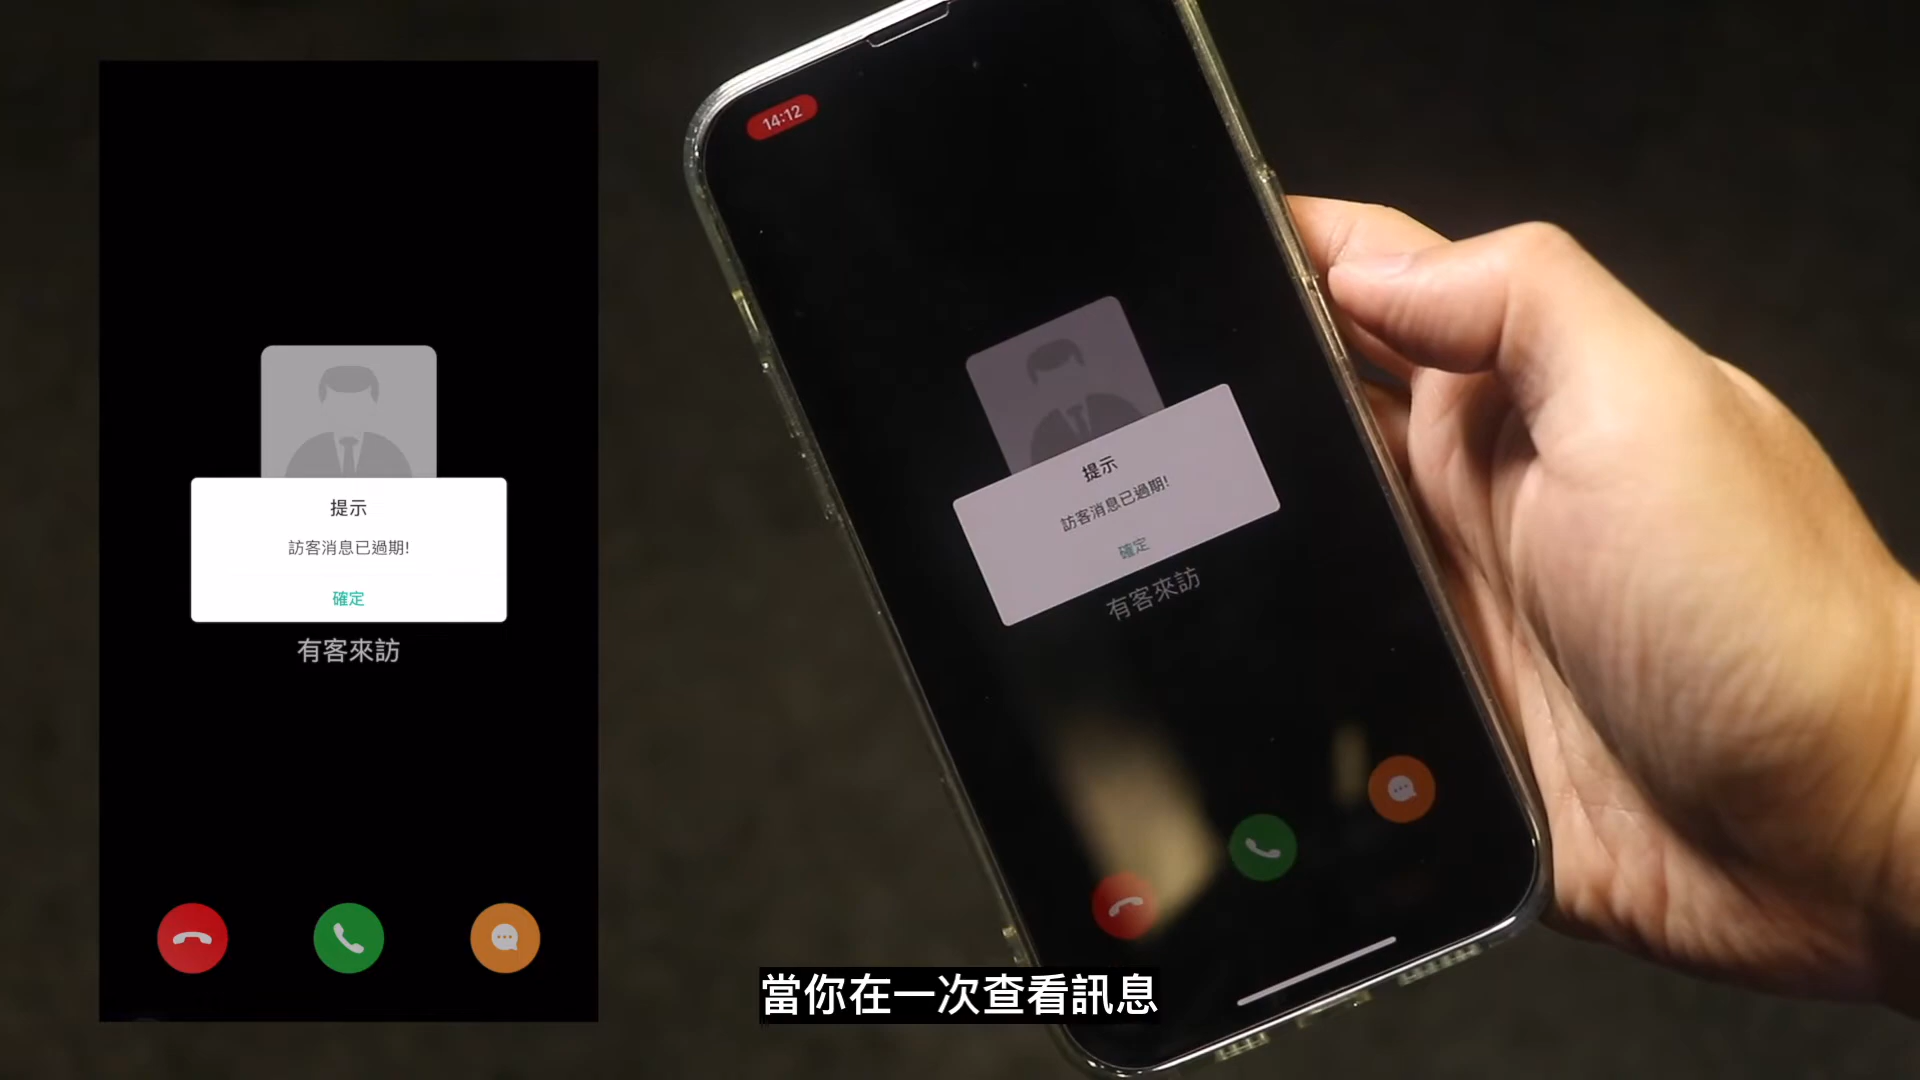 提示
訪客消息已過期!
確定
有客來訪
14:12
提示
訪客消息已過期!
確定
有客來訪
當你在一次查看訊息